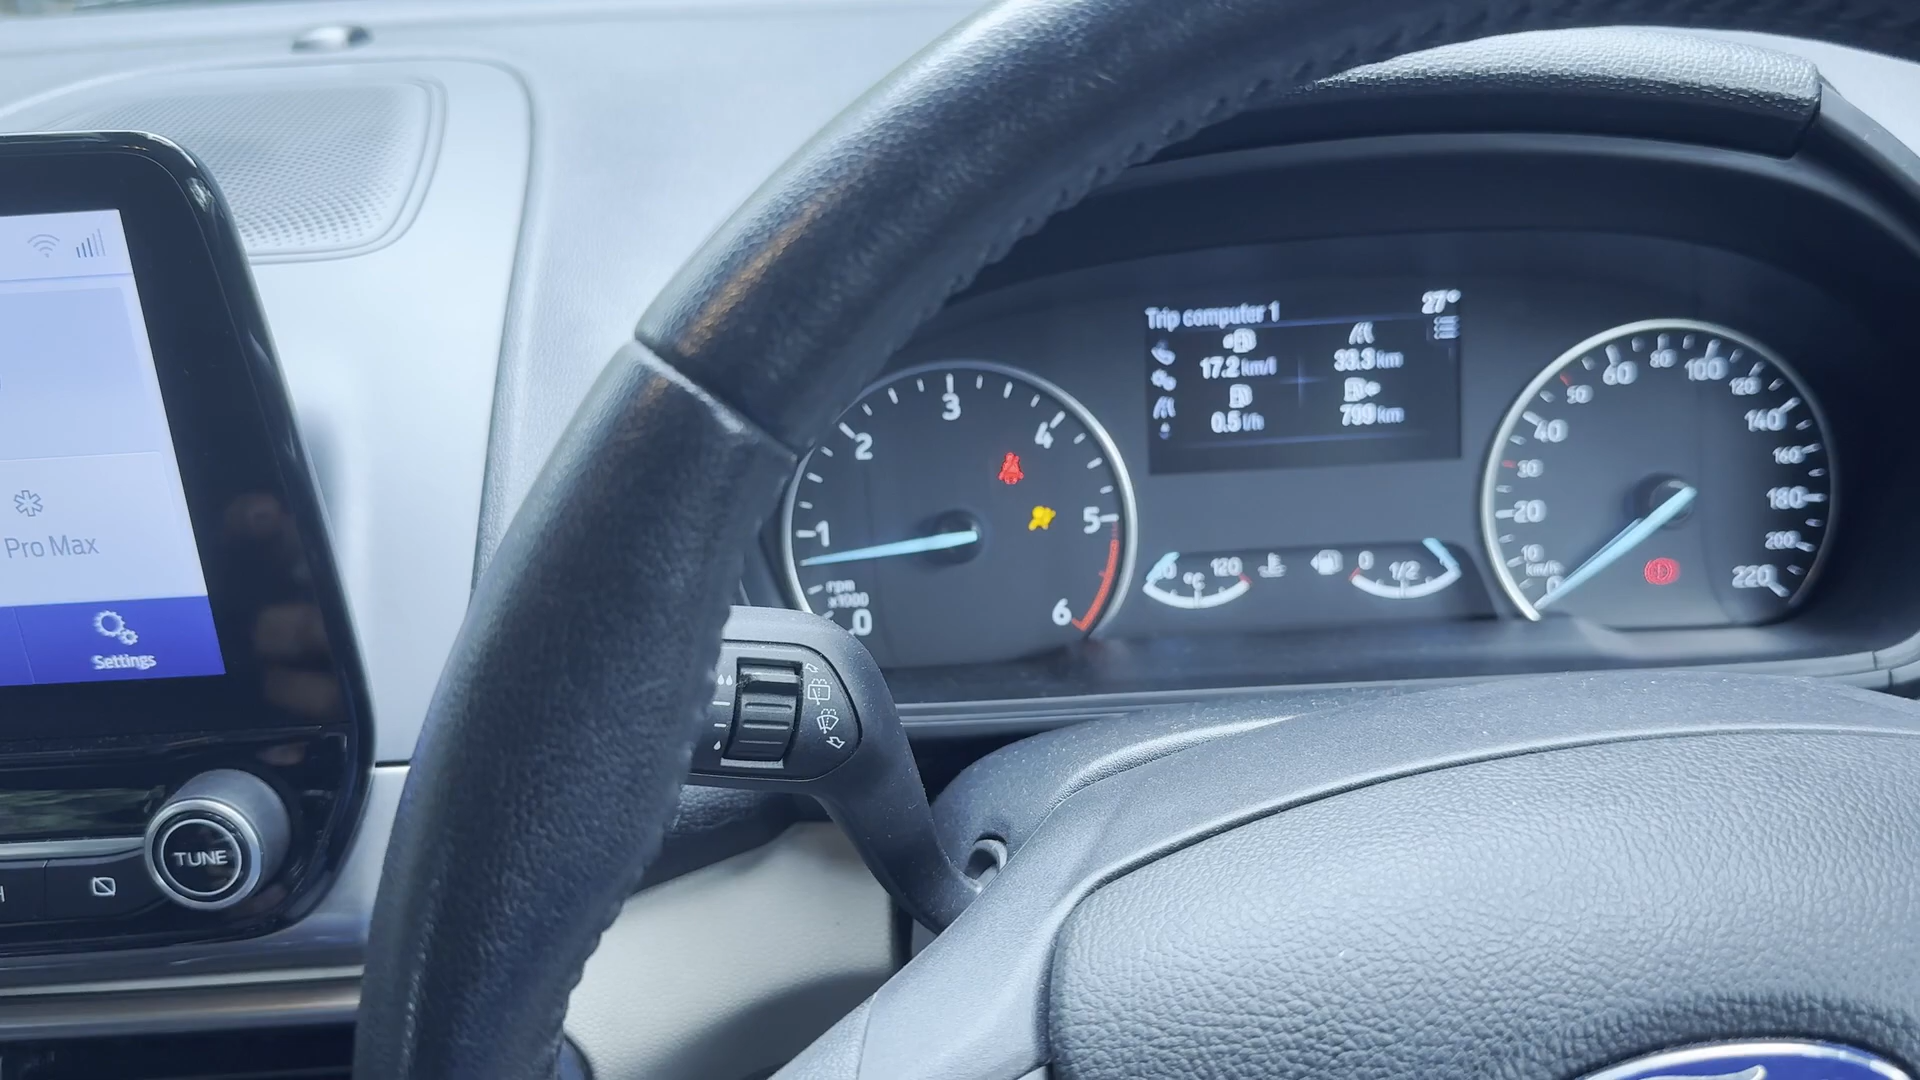 Pro Max
Settings
TUNE
Trip computer 1
27°
17.2 km/l
33.3 km
0.5 l/h
799 km
0
1
2
3
4
5
6
rpm
x1000
°C
120
0
1/2
0
10
20
30
40
50
60
80
100
120
140
160
180
200
220
km/h